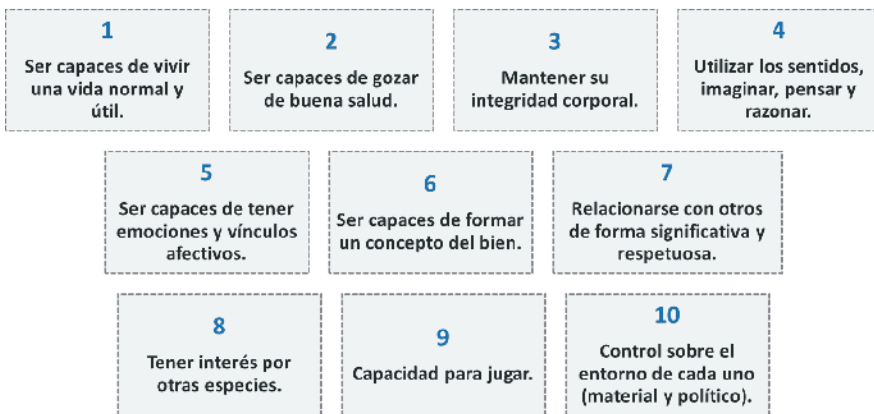 1
Ser capaces de vivir
una vida normal y
útil.
2
Ser capaces de gozar
de buena salud.
3
Mantener su
integridad corporal.
4
Utilizar los sentidos,
imaginar, pensar y
razonar.
5
Ser capaces de tener
emociones y vínculos
afectivos.
6
Ser capaces de formar
un concepto del bien.
7
Relacionarse con otros
de forma significativa y
respetuosa.
8
Tener interés por
otras especies.
9
Capacidad para jugar.
10
Control sobre el
entorno de cada uno
(material y político).